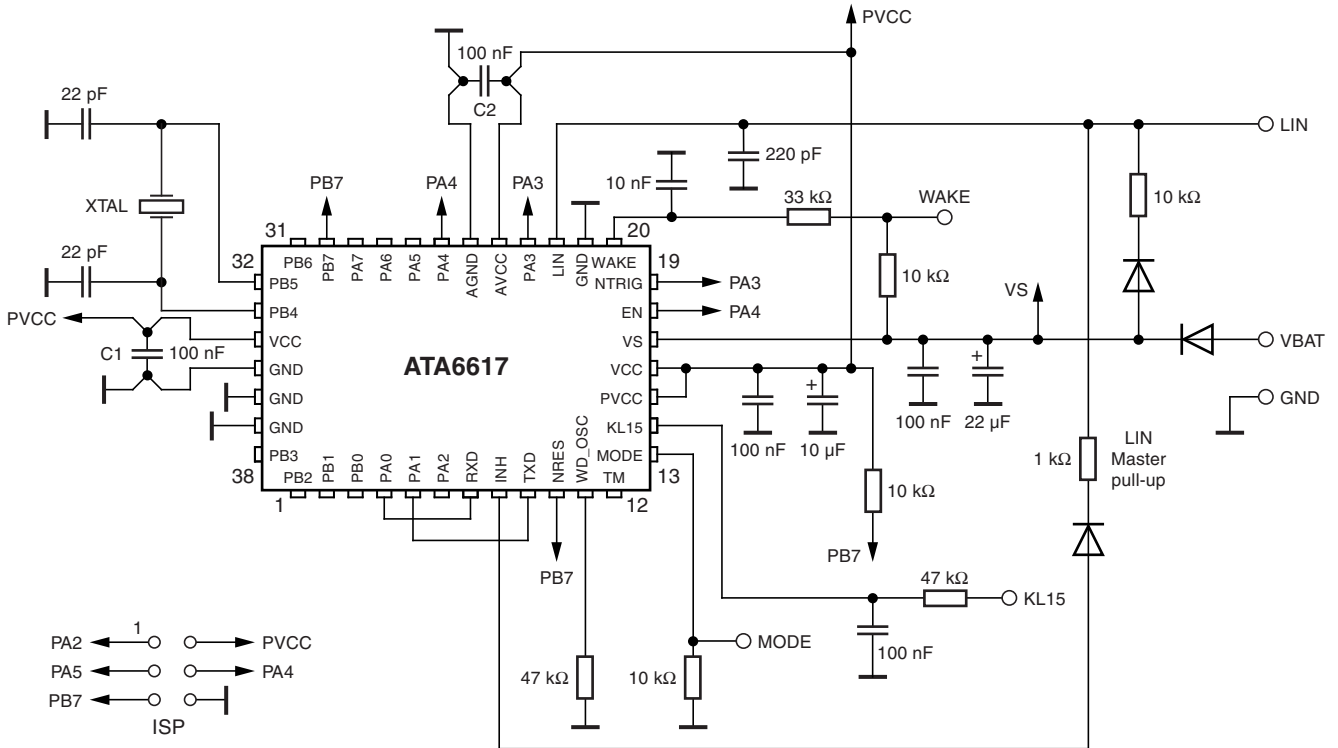 PVCC
100 nF
C2
22 pF
LIN
220 pF
10 nF
10 kΩ
PB7
PA4
PA3
33 kΩ
WAKE
XTAL
31
20
22 pF
32
PB6
PB7
PA7
PA6
PA5
PA4
AGND
AVCC
PA3
LIN
GND
WAKE
19
10 kΩ
PB5
NTRIG
PA3
VS
PVCC
PB4
EN
PA4
VCC
VS
VBAT
C1
100 nF
GND
ATA6617
VCC
GND
PVCC
+
+
GND
100 nF
22 µF
GND
KL15
100 nF
10 µF
LIN
Master
pull-up
1 kΩ
PB3
MODE
38
PB2
PB1
PB0
PA0
PA1
PA2
RXD
INH
TXD
NRES
WD_OSC
TM
13
1
12
10 kΩ
PB7
PB7
47 kΩ
KL15
PA2
1
PVCC
MODE
100 nF
PA5
PA4
47 kΩ
10 kΩ
PB7
ISP